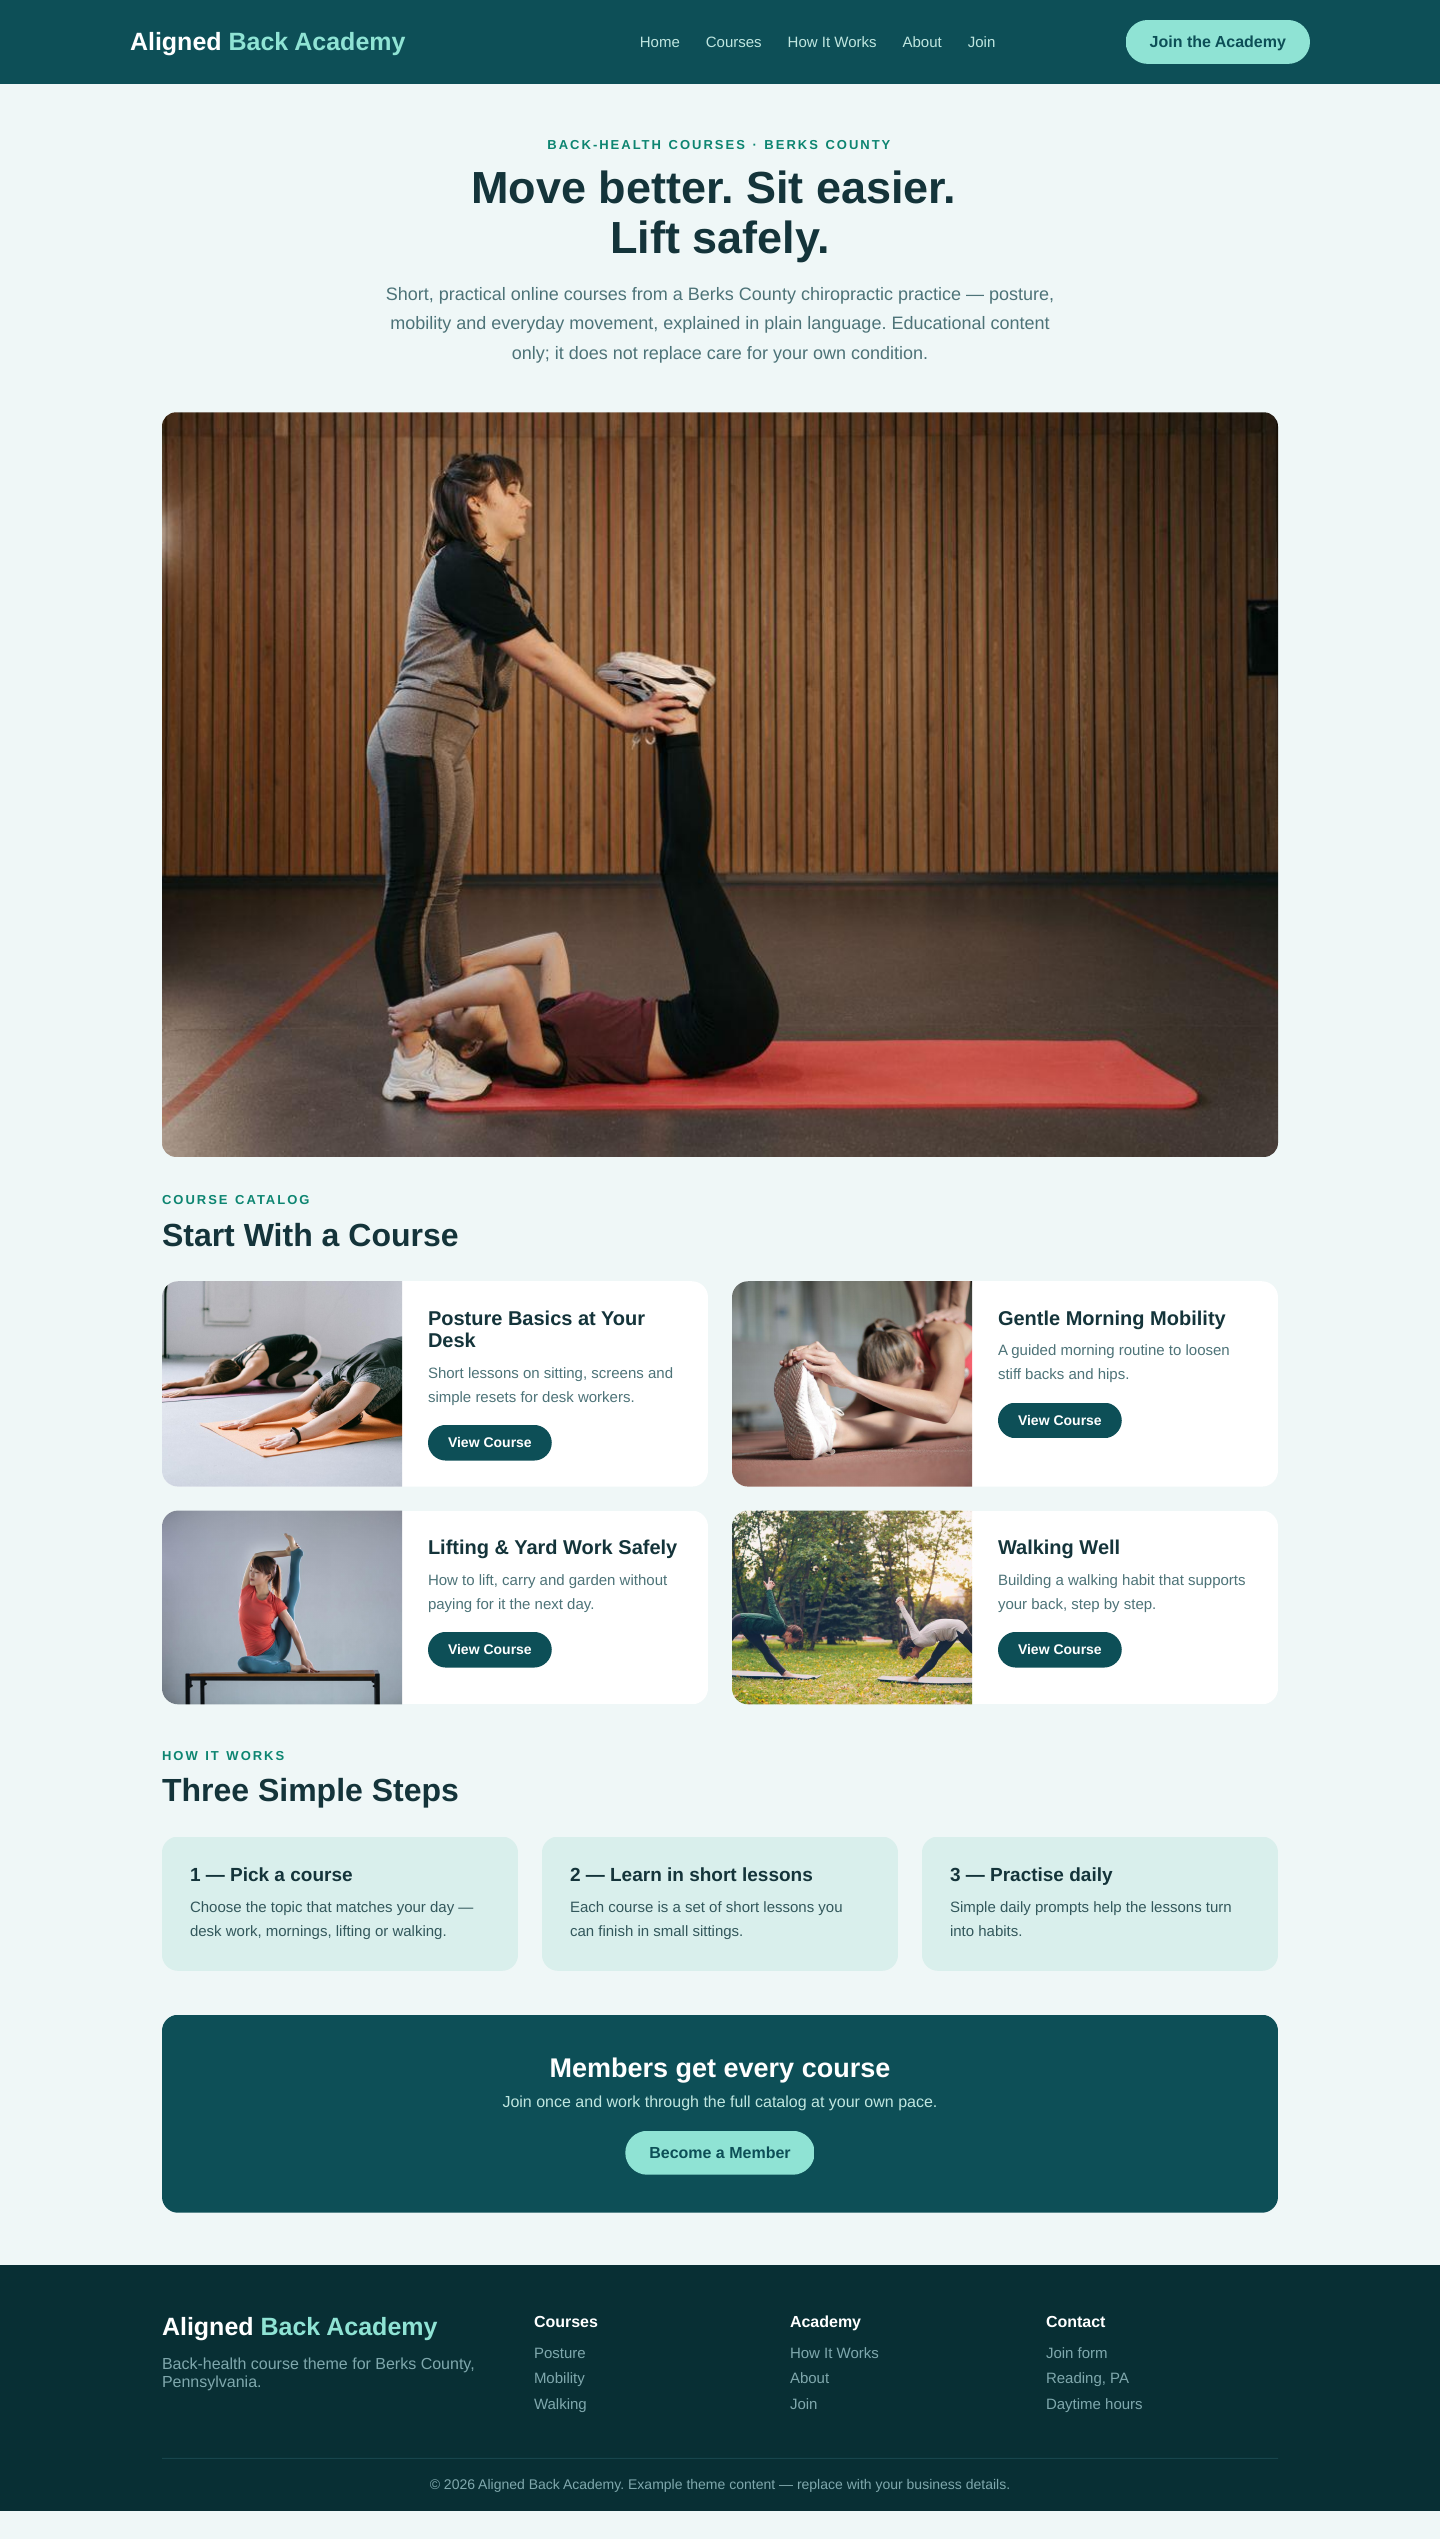 Aligned Back Academy
Home Courses How It Works About Join
Join the Academy
BACK-HEALTH COURSES · BERKS COUNTY
Move better. Sit easier.
Lift safely.
Short, practical online courses from a Berks County chiropractic practice — posture,
mobility and everyday movement, explained in plain language. Educational content
only; it does not replace care for your own condition.
COURSE CATALOG
Start With a Course
Posture Basics at Your
Desk
Short lessons on sitting, screens and
simple resets for desk workers.
View Course
Gentle Morning Mobility
A guided morning routine to loosen
stiff backs and hips.
View Course
Lifting & Yard Work Safely
How to lift, carry and garden without
paying for it the next day.
View Course
Walking Well
Building a walking habit that supports
your back, step by step.
View Course
HOW IT WORKS
Three Simple Steps
1 — Pick a course
Choose the topic that matches your day —
desk work, mornings, lifting or walking.
2 — Learn in short lessons
Each course is a set of short lessons you
can finish in small sittings.
3 — Practise daily
Simple daily prompts help the lessons turn
into habits.
Members get every course
Join once and work through the full catalog at your own pace.
Become a Member
Aligned Back Academy
Back-health course theme for Berks County,
Pennsylvania.
Courses
Posture
Mobility
Walking
Academy
How It Works
About
Join
Contact
Join form
Reading, PA
Daytime hours
© 2026 Aligned Back Academy. Example theme content — replace with your business details.